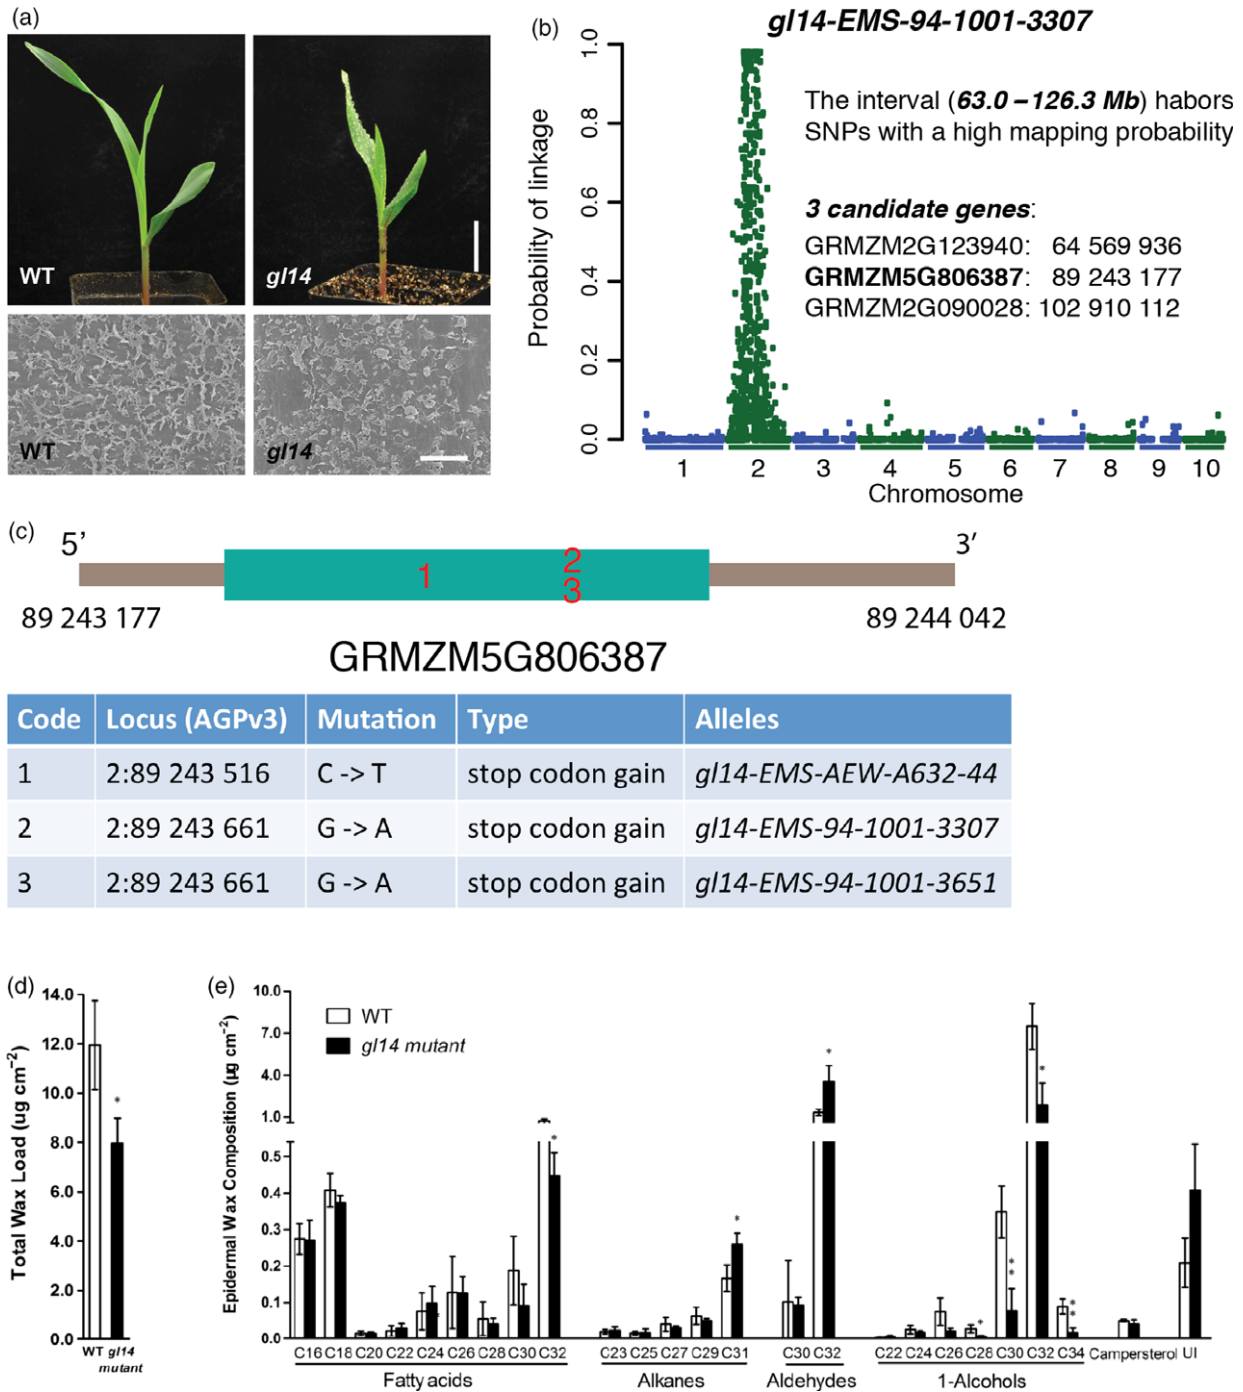 (a)
WT
gl14
WT
gl14
(b)
gl14-EMS-94-1001-3307
Probability of linkage
1.0
0.8
0.6
0.4
0.2
0.0
The interval (63.0 – 126.3 Mb) habors
SNPs with a high mapping probability
3 candidate genes:
GRMZM2G123940: 64 569 936
GRMZM5G806387: 89 243 177
GRMZM2G090028: 102 910 112
1 2 3 4 5 6 7 8 9 10
Chromosome
(c)
5’ 3’
1 2
3
89 243 177 89 244 042
GRMZM5G806387
Code Locus (AGPv3) Mutation Type Alleles
1 2:89 243 516 C -> T stop codon gain gl14-EMS-AEW-A632-44
2 2:89 243 661 G -> A stop codon gain gl14-EMS-94-1001-3307
3 2:89 243 661 G -> A stop codon gain gl14-EMS-94-1001-3651
(d)
Total Wax Load (ug cm⁻²)
14.0
12.0
10.0
8.0
6.0
4.0
2.0
0.0
*
WT gl14
mutant
(e)
Epidermal Wax Composition (µg cm⁻²)
10.0
7.0
4.0
1.0
0.5
0.4
0.3
0.2
0.1
0.0
WT
gl14 mutant
* * * * * ** * **
C16 C18 C20 C22 C24 C26 C28 C30 C32 C23 C25 C27 C29 C31 C30 C32 C22 C24 C26 C28 C30 C32 C34 Campersterol UI
Fatty acids Alkanes Aldehydes 1-Alcohols